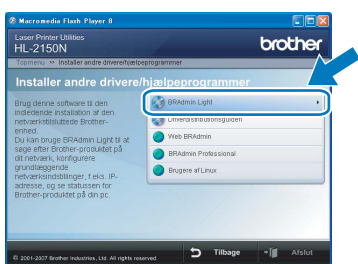 Macromedia Flash Player 8
Laser Printer Utilities
HL-2150N
brother
Topmenu >> Installer andre drivere/hjælpeprogrammer
Installer andre drivere/hjælpeprogrammer
Brug denne software til den
indledende installation af den
netværkstilsluttede Brother-
enhed.
Du kan bruge BRAdmin Light til at
søge efter Brother-produktet på
dit netværk, konfigurere
grundlæggende
netværksindstillinger, f.eks. IP-
adresse, og se statussen for
Brother-produktet på din pc.
BRAdmin Light
Driverdistributionsguiden
Web BRAdmin
BRAdmin Professional
Brugere af Linux
© 2001-2007 Brother Industries, Ltd. All rights reserved
Tilbage
Afslut